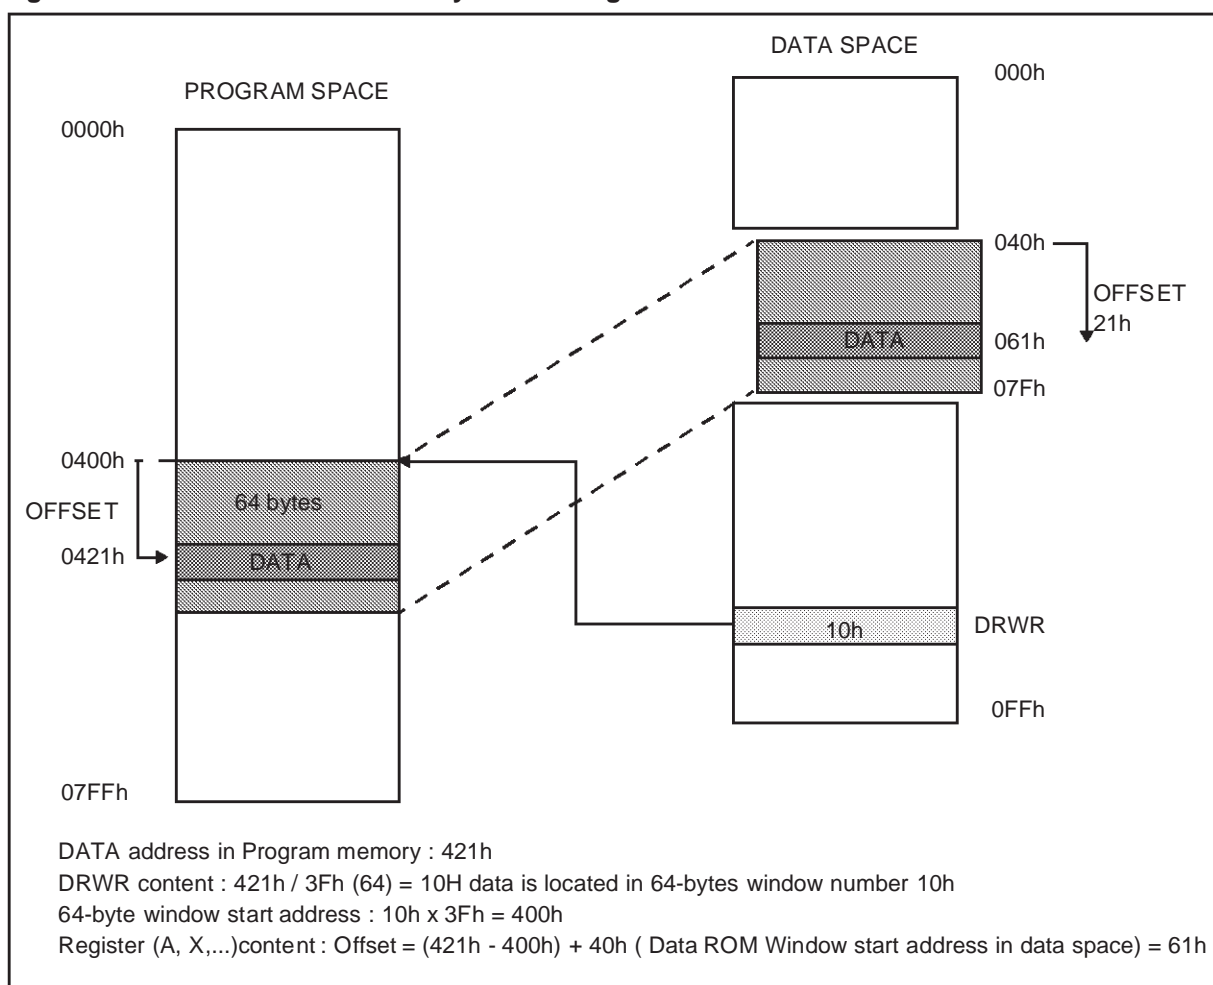 DATA SPACE
000h
PROGRAM SPACE
0000h
040h
OFFSET
21h
DATA
061h
07Fh
0400h
64 bytes
OFFSET
0421h
DATA
10h
DRWR
0FFh
07FFh
DATA address in Program memory : 421h
DRWR content : 421h / 3Fh (64) = 10H data is located in 64-bytes window number 10h
64-byte window start address : 10h x 3Fh = 400h
Register (A, X,...)content : Offset = (421h - 400h) + 40h ( Data ROM Window start address in data space) = 61h